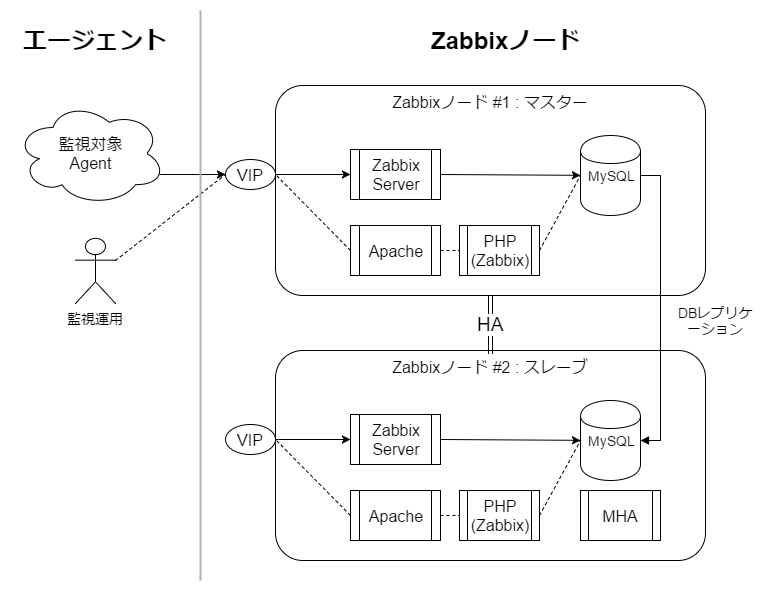 エージェント
Zabbixノード
Zabbixノード #1 : マスター
監視対象
Agent
VIP
Zabbix
Server
MySQL
Apache
PHP
(Zabbix)
監視運用
HA
DBレプリケ
ーション
Zabbixノード #2 : スレーブ
VIP
Zabbix
Server
MySQL
Apache
PHP
(Zabbix)
MHA